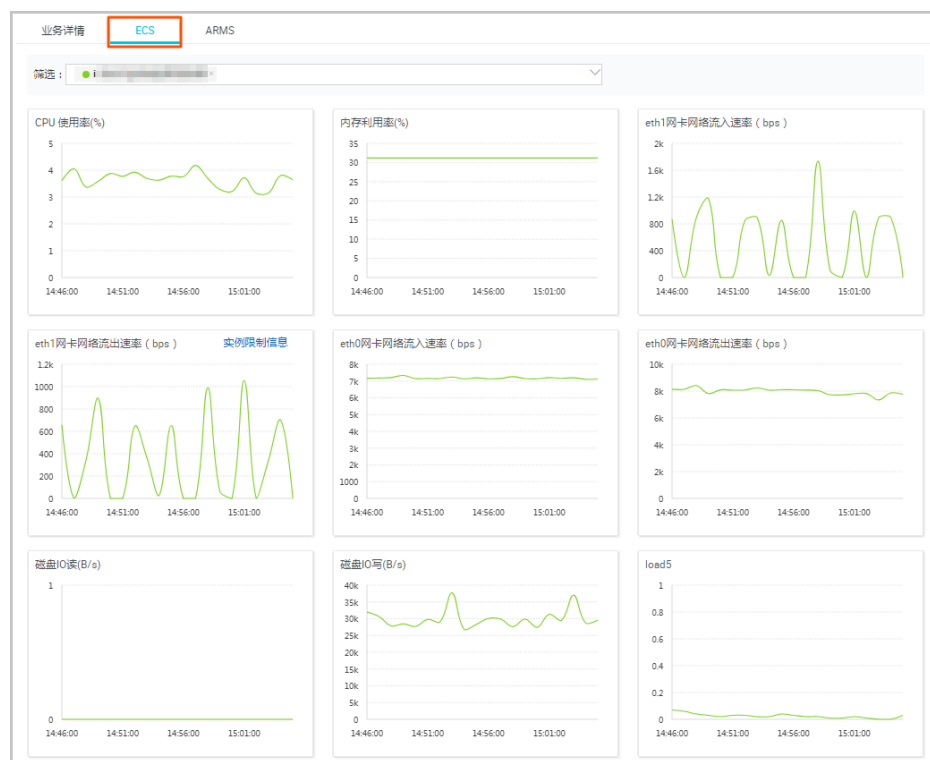 业务详情 ECS ARMS
筛选：
CPU 使用率(%)
5
4
3
2
1
0
14:46:00 14:51:00 14:56:00 15:01:00
内存利用率(%)
35
30
25
20
15
10
5
0
14:46:00 14:51:00 14:56:00 15:01:00
eth1网卡网络流入速率（bps）
2k
1.6k
1.2k
800
400
0
14:46:00 14:51:00 14:56:00 15:01:00
eth1网卡网络流出速率（bps） 实例限制信息
1.2k
1000
800
600
400
200
0
14:46:00 14:51:00 14:56:00 15:01:00
eth0网卡网络流入速率（bps）
8k
7k
6k
5k
4k
3k
2k
1000
0
14:46:00 14:51:00 14:56:00 15:01:00
eth0网卡网络流出速率（bps）
10k
8k
6k
4k
2k
0
14:46:00 14:51:00 14:56:00 15:01:00
磁盘IO读(B/s)
1
0
14:46:00 14:51:00 14:56:00 15:01:00
磁盘IO写(B/s)
40k
35k
30k
25k
20k
15k
10k
5k
0
14:46:00 14:51:00 14:56:00 15:01:00
load5
1
0.8
0.6
0.4
0.2
0
14:46:00 14:51:00 14:56:00 15:01:00